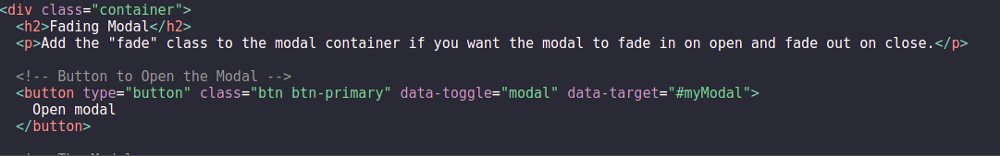 <div class="container">
<h2>Fading Modal</h2>
<p>Add the "fade" class to the modal container if you want the modal to fade in on open and fade out on close.</p>
<!-- Button to Open the Modal -->
<button type="button" class="btn btn-primary" data-toggle="modal" data-target="#myModal">
Open modal
</button>